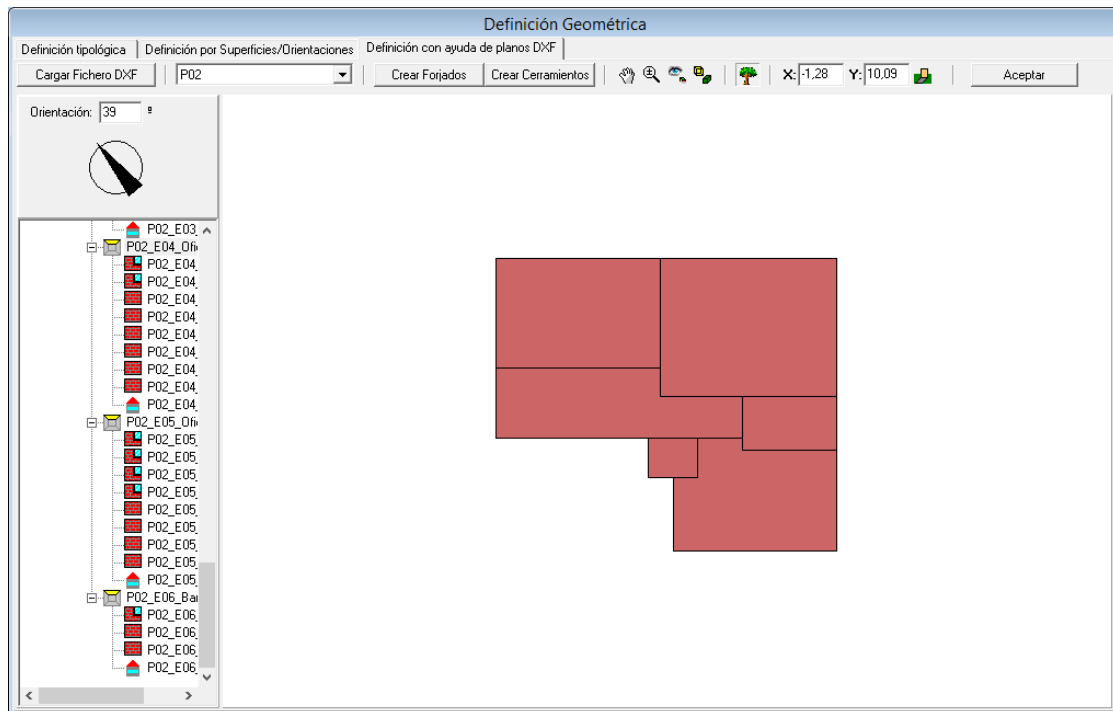 Definición Geométrica
Definición tipológica Definición por Superficies/Orientaciones Definición con ayuda de planos DXF
Cargar Fichero DXF P02 Crear Forjados Crear Cerramientos X: -1,28 Y: 10,09 Aceptar
Orientación: 39 º
P02_E03_
P02_E04_Ofi
P02_E04_
P02_E04_
P02_E04_
P02_E04_
P02_E04_
P02_E04_
P02_E04_
P02_E04_
P02_E04_
P02_E05_Ofi
P02_E05_
P02_E05_
P02_E05_
P02_E05_
P02_E05_
P02_E05_
P02_E05_
P02_E05_
P02_E05_
P02_E06_Bar
P02_E06_
P02_E06_
P02_E06_
P02_E06_